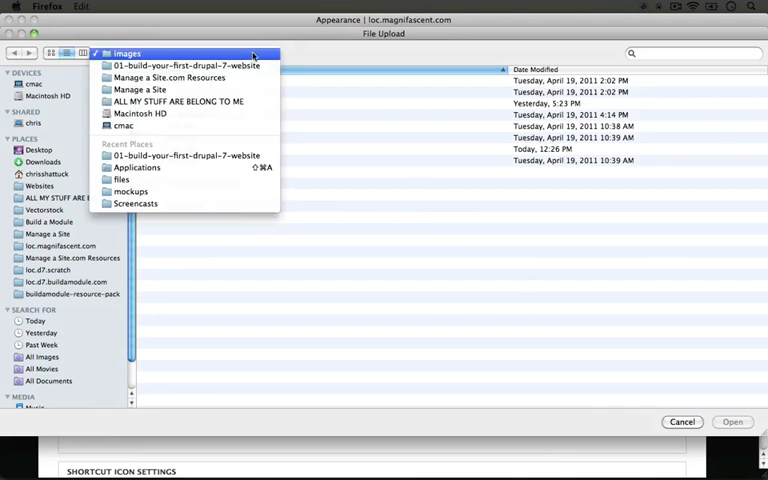 Firefox Edit
Appearance | loc.magnifascent.com
File Upload
images
01-build-your-first-drupal-7-website
Manage a Site.com Resources
Manage a Site
ALL MY STUFF ARE BELONG TO ME
Macintosh HD
cmac
Recent Places
01-build-your-first-drupal-7-website
Applications ⇧⌘A
files
mockups
Screencasts
DEVICES
cmac
Macintosh HD
SHARED
chris
PLACES
Desktop
Downloads
chrisshattuck
Websites
ALL MY STUFF ARE
Vectorstock
Build a Module
Manage a Site
loc.magnifascent.com
Manage a Site.com Resources
loc.d7.scratch
loc.d7.buildamodule.com
buildamodule-resource-pack
SEARCH FOR
Today
Yesterday
Past Week
All Images
All Movies
All Documents
MEDIA
Date Modified
Tuesday, April 19, 2011 2:02 PM
Tuesday, April 19, 2011 2:02 PM
Yesterday, 5:23 PM
Tuesday, April 19, 2011 4:14 PM
Tuesday, April 19, 2011 10:38 AM
Tuesday, April 19, 2011 10:39 AM
Today, 12:26 PM
Tuesday, April 19, 2011 10:39 AM
Cancel Open
SHORTCUT ICON SETTINGS